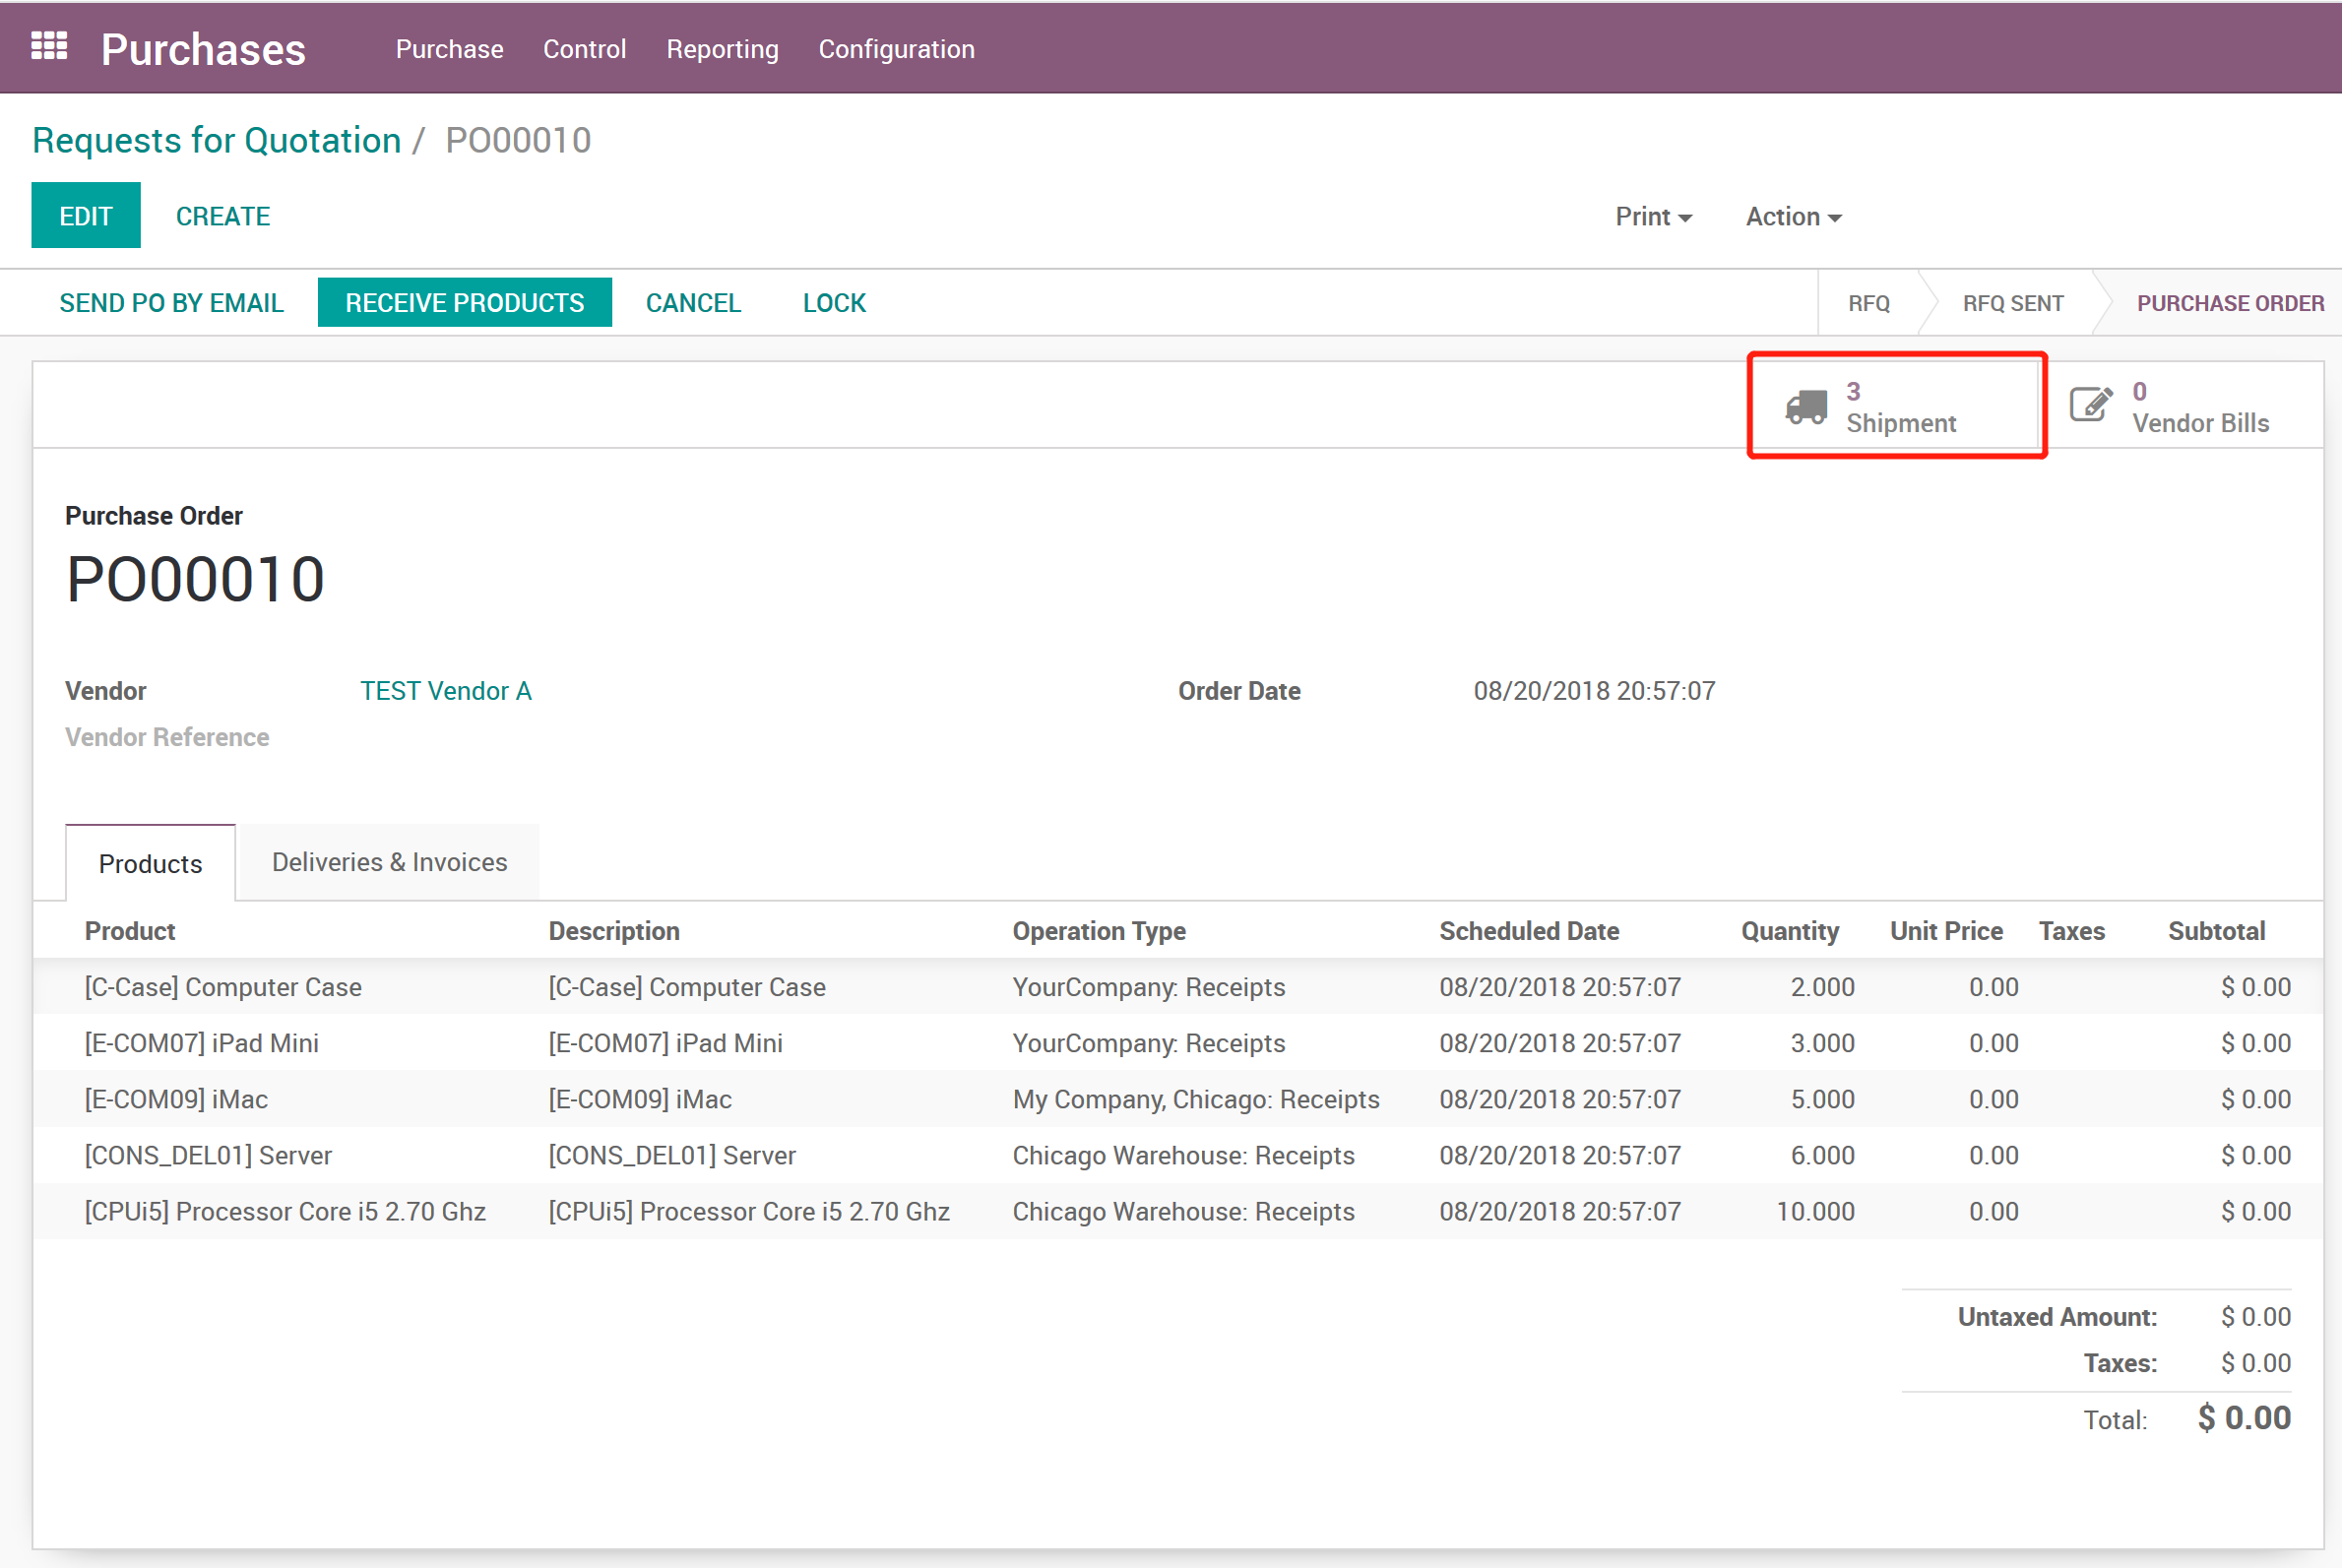 Purchases Purchase Control Reporting Configuration
Requests for Quotation / PO00010
EDIT CREATE Print Action
SEND PO BY EMAIL RECEIVE PRODUCTS CANCEL LOCK RFQ RFQ SENT PURCHASE ORDER
3 0
Shipment Vendor Bills
Purchase Order
PO00010
Vendor TEST Vendor A Order Date 08/20/2018 20:57:07
Vendor Reference
Products Deliveries & Invoices
Product Description Operation Type Scheduled Date Quantity Unit Price Taxes Subtotal
[C-Case] Computer Case [C-Case] Computer Case YourCompany: Receipts 08/20/2018 20:57:07 2.000 0.00 $ 0.00
[E-COM07] iPad Mini [E-COM07] iPad Mini YourCompany: Receipts 08/20/2018 20:57:07 3.000 0.00 $ 0.00
[E-COM09] iMac [E-COM09] iMac My Company, Chicago: Receipts 08/20/2018 20:57:07 5.000 0.00 $ 0.00
[CONS_DEL01] Server [CONS_DEL01] Server Chicago Warehouse: Receipts 08/20/2018 20:57:07 6.000 0.00 $ 0.00
[CPUi5] Processor Core i5 2.70 Ghz [CPUi5] Processor Core i5 2.70 Ghz Chicago Warehouse: Receipts 08/20/2018 20:57:07 10.000 0.00 $ 0.00
Untaxed Amount: $ 0.00
Taxes: $ 0.00
Total: $ 0.00